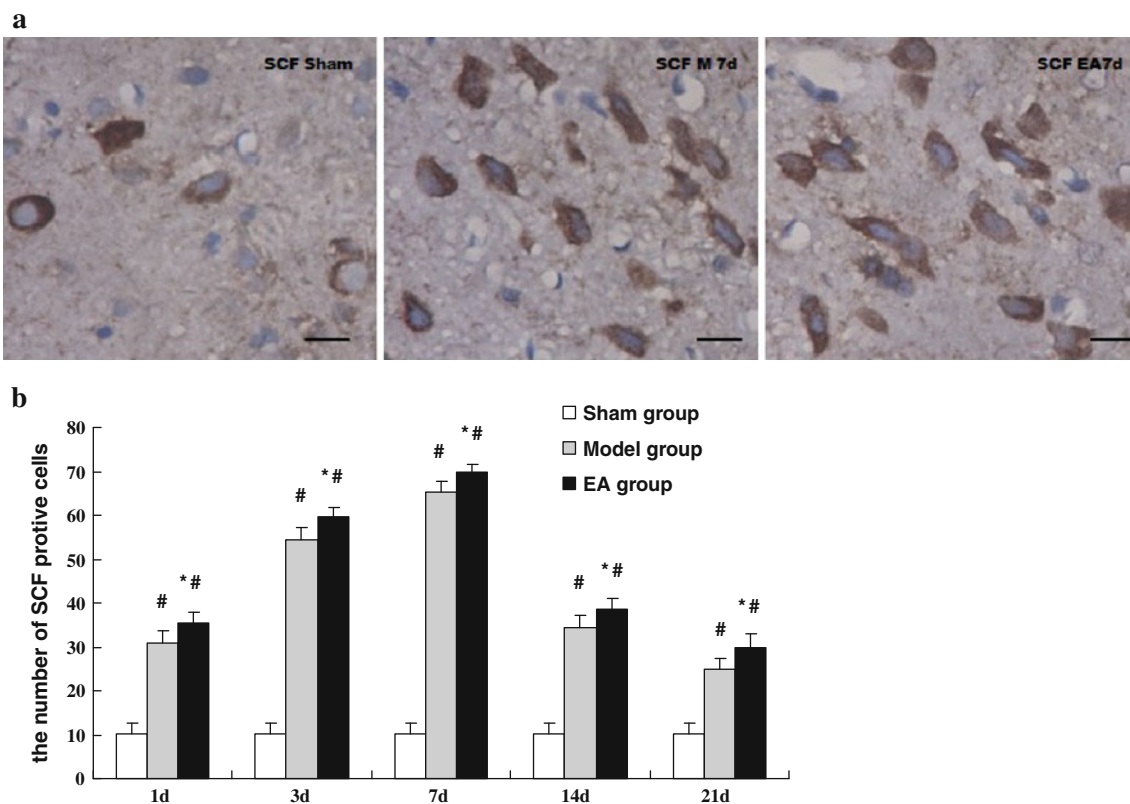 a
SCF Sham
SCF M 7d
SCF EA7d
b
the number of SCF protive cells
80
70
60
50
40
30
20
10
0
Sham group
Model group
EA group
#
*#
#
*#
#
*#
#
*#
#
*#
1d
3d
7d
14d
21d